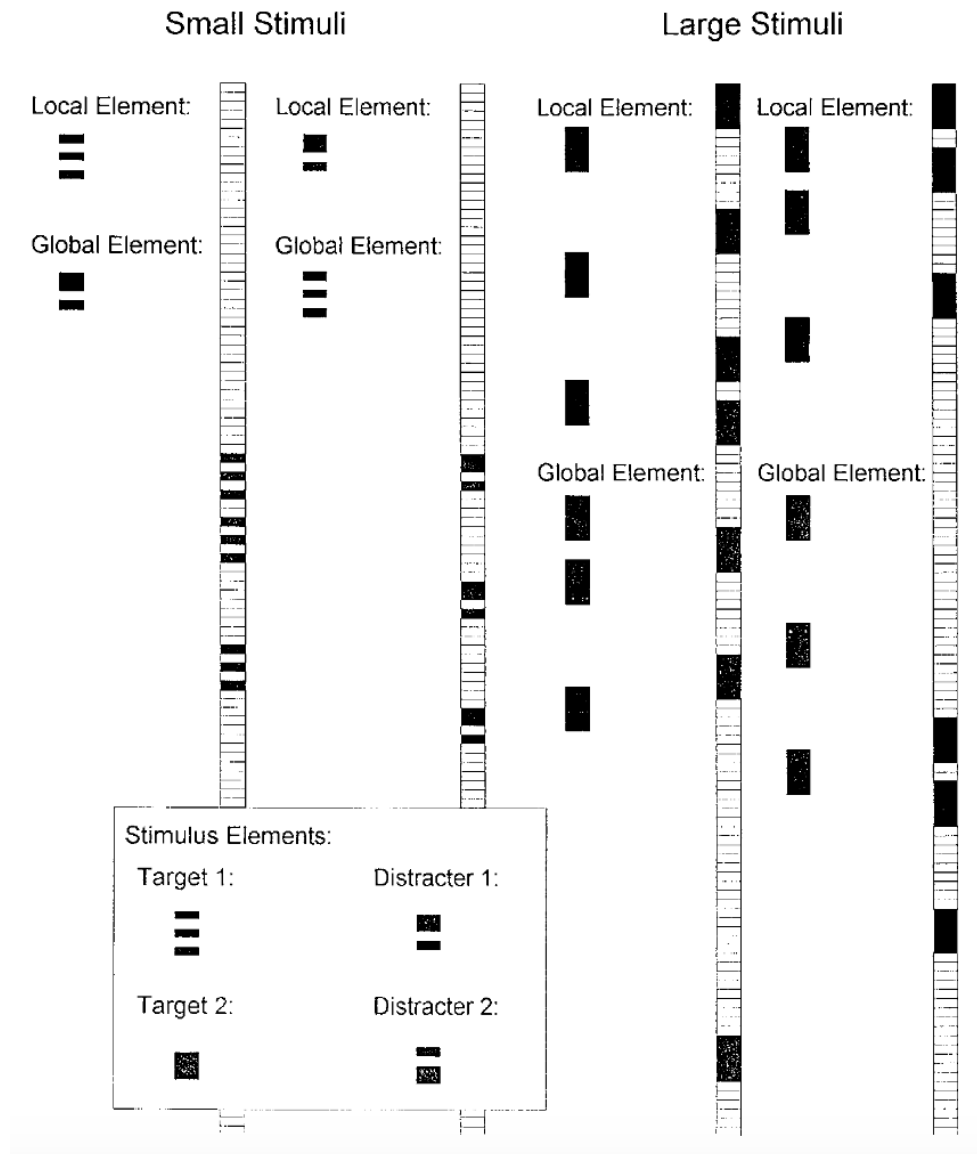 Small Stimuli
Large Stimuli
Local Element:
Local Element:
Local Element:
Local Element:
Global Element:
Global Element:
Global Element:
Global Element:
Stimulus Elements:
Target 1:
Distracter 1:
Target 2:
Distracter 2: